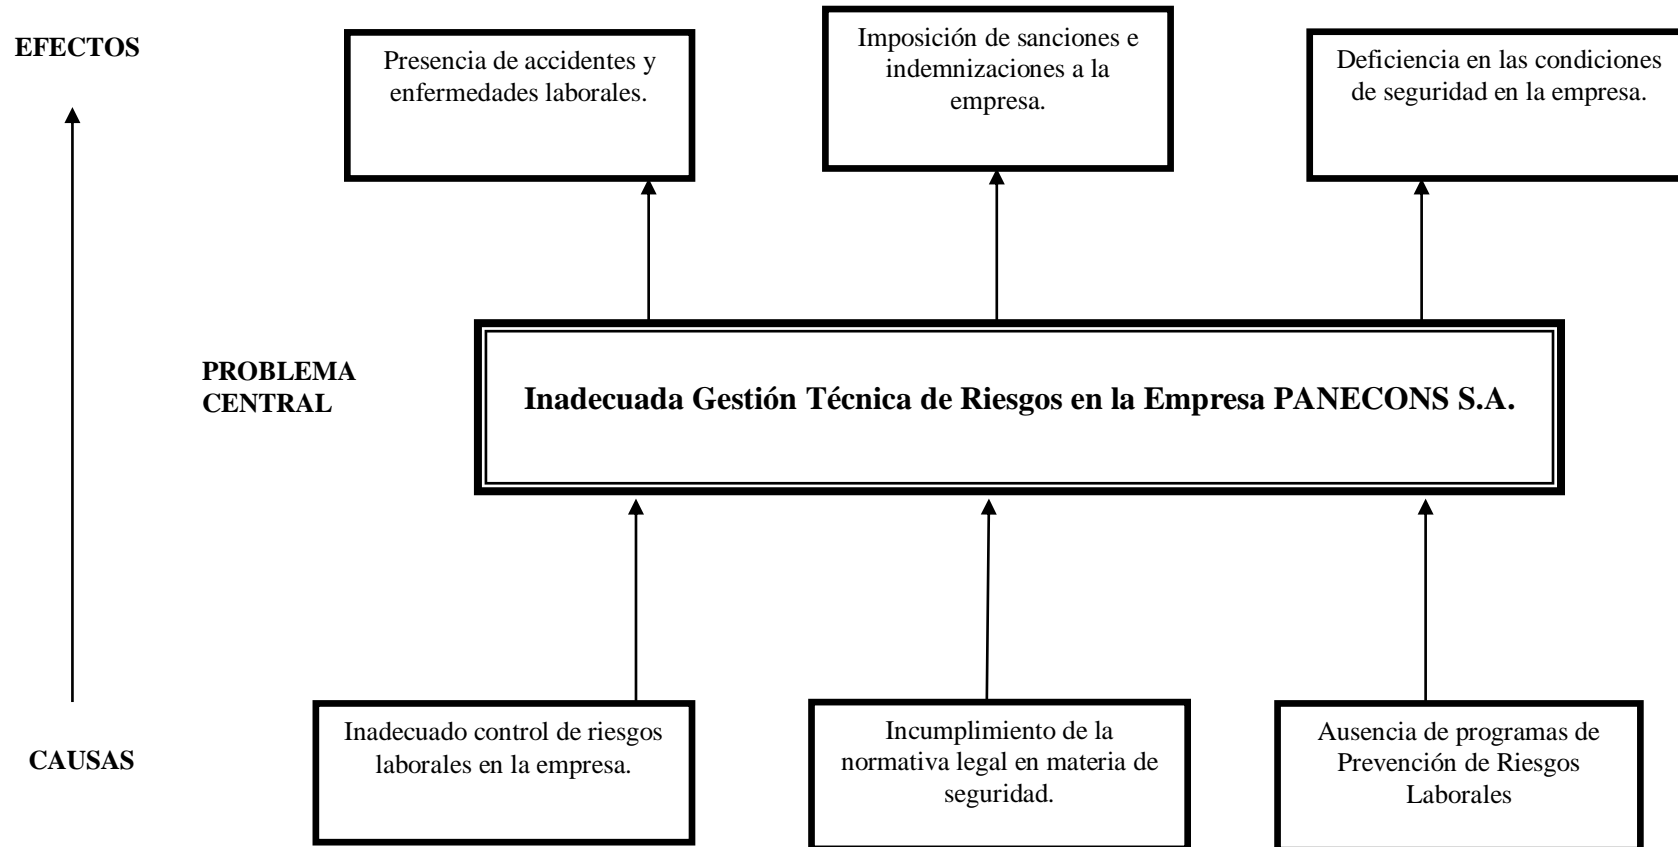 EFECTOS
Presencia de accidentes y
enfermedades laborales.
Imposición de sanciones e
indemnizaciones a la
empresa.
Deficiencia en las condiciones
de seguridad en la empresa.
PROBLEMA
CENTRAL
Inadecuada Gestión Técnica de Riesgos en la Empresa PANECONS S.A.
CAUSAS
Inadecuado control de riesgos
laborales en la empresa.
Incumplimiento de la
normativa legal en materia de
seguridad.
Ausencia de programas de
Prevención de Riesgos
Laborales